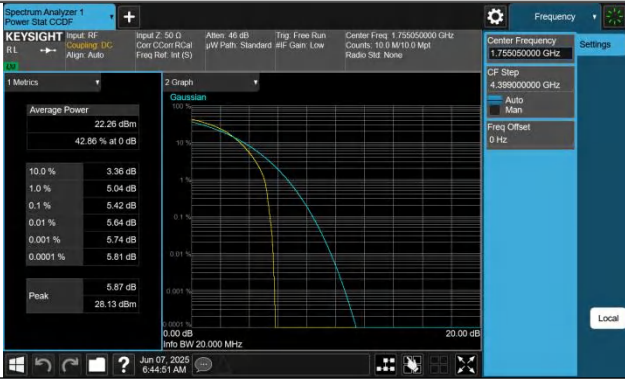 Spectrum Analyzer 1
Power Stat CCDF
Frequency
KEYSIGHT
RL
Input: RF
Coupling: DC
Align: Auto
Input Z: 50 Ω
Corr CCorr RCal
Freq Ref: Int (S)
Atten: 46 dB
µW Path: Standard
Trig: Free Run
#IF Gain: Low
Center Freq: 1.755050000 GHz
Counts: 10.0 M/10.0 Mpt
Radio Std: None
Center Frequency
1.755050000 GHz
Settings
CF Step
4.399000000 GHz
Auto
Man
Freq Offset
0 Hz
1 Metrics
Average Power
22.26 dBm
42.86 % at 0 dB
10.0 % 3.36 dB
1.0 % 5.04 dB
0.1 % 5.42 dB
0.01 % 5.64 dB
0.001 % 5.74 dB
0.0001 % 5.81 dB
Peak
5.87 dB
28.13 dBm
2 Graph
Gaussian
100 %
10 %
1 %
0.1 %
0.01 %
0.001 %
0.0001 %
0.00 dB
20.00 dB
Info BW 20.000 MHz
Local
?
Jun 07, 2025
6:44:51 AM